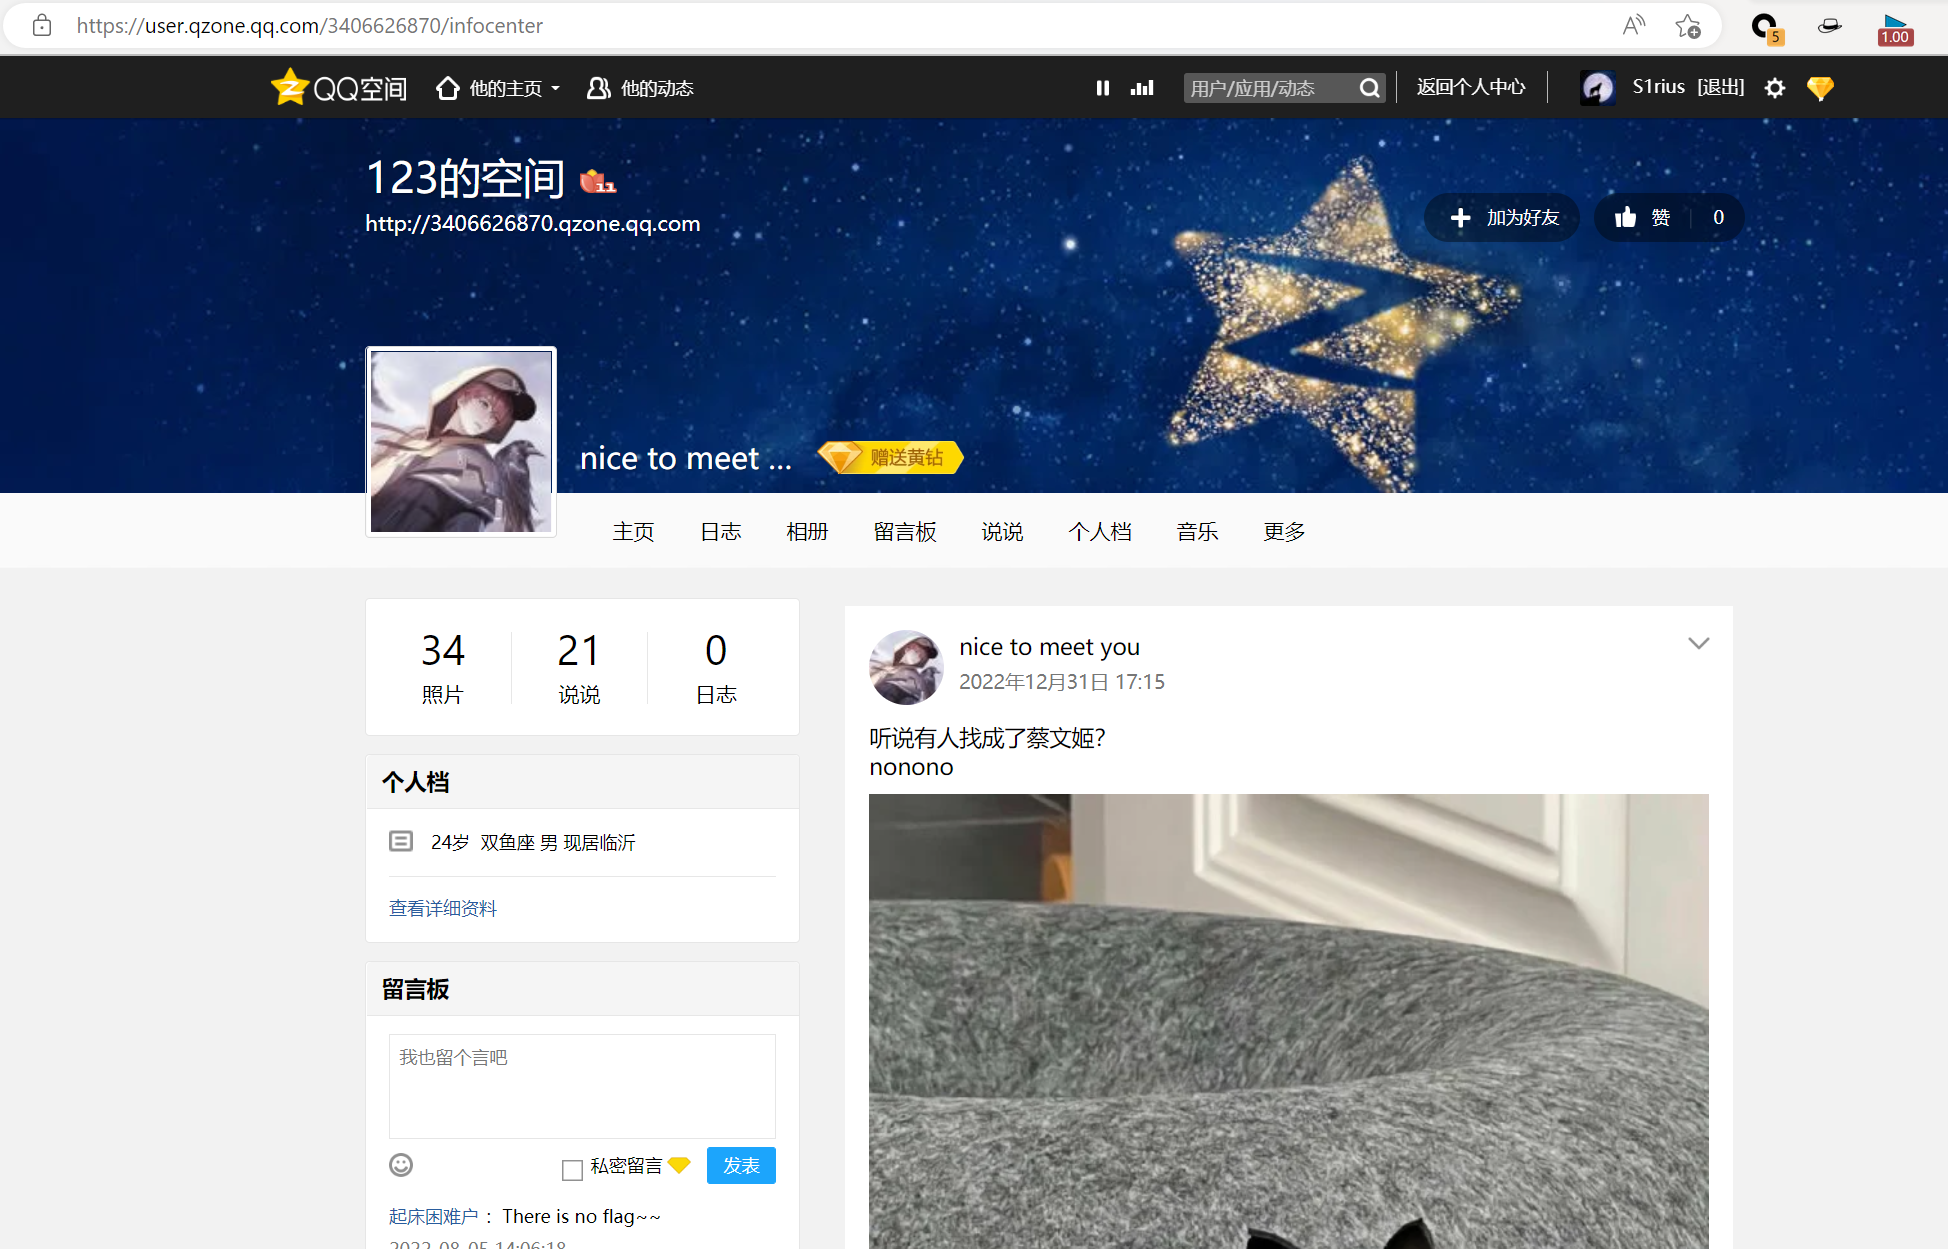 https://user.qzone.qq.com/3406626870/infocenter
5
1.00
QQ空间 他的主页 他的动态 用户/应用/动态 返回个人中心 S1rius [退出]
123的空间 11
http://3406626870.qzone.qq.com
加为好友 赞 0
nice to meet ... 赠送黄钻
主页 日志 相册 留言板 说说 个人档 音乐 更多
34 21 0
照片 说说 日志
个人档
24岁 双鱼座 男 现居临沂
查看详细资料
留言板
我也留个言吧
私密留言 发表
起床困难户 : There is no flag~~
2022-08-05 14:06:18
nice to meet you
2022年12月31日 17:15
听说有人找成了蔡文姬?
nonono